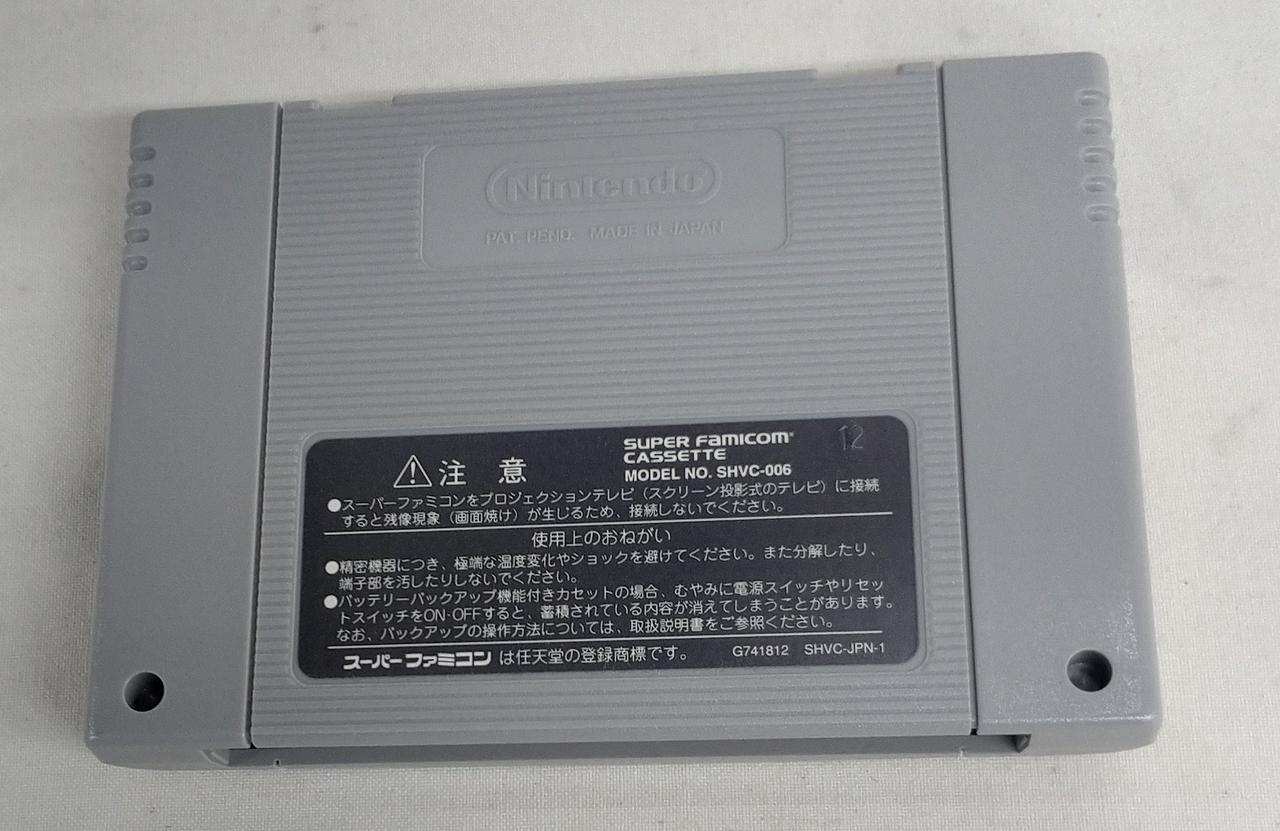 Nintendo
PAT. PEND. MADE IN JAPAN
12
SUPER FAMICOM
CASSETTE
⚠注意 MODEL NO. SHVC-006
●スーパーファミコンをプロジェクションテレビ（スクリーン投影式のテレビ）に接続
すると残像現象（画面焼け）が生じるため、接続しないでください。
使用上のおねがい
●精密機器につき、極端な温度変化やショックを避けてください。また分解したり、
端子部を汚したりしないでください。
●バッテリーバックアップ機能付きカセットの場合、むやみに電源スイッチやリセッ
トスイッチをON·OFFすると、蓄積されている内容が消えてしまうことがあります。
なお、バックアップの操作方法については、取扱説明書をご参照ください。
スーパーファミコン は任天堂の登録商標です。 G741812 SHVC-JPN-1